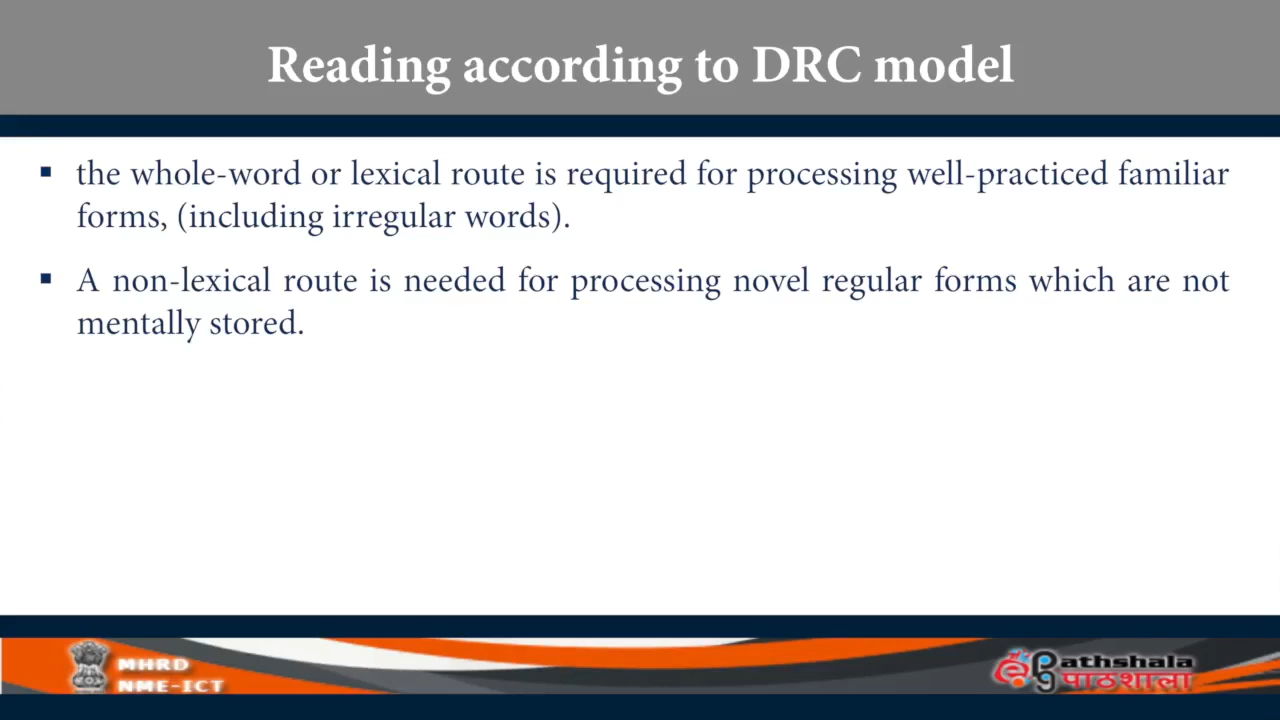 Reading according to DRC model
▪ the whole-word or lexical route is required for processing well-practiced familiar
forms, (including irregular words).
▪ A non-lexical route is needed for processing novel regular forms which are not
mentally stored.
MHRD
NME-ICT
epathshala
पाठशाला